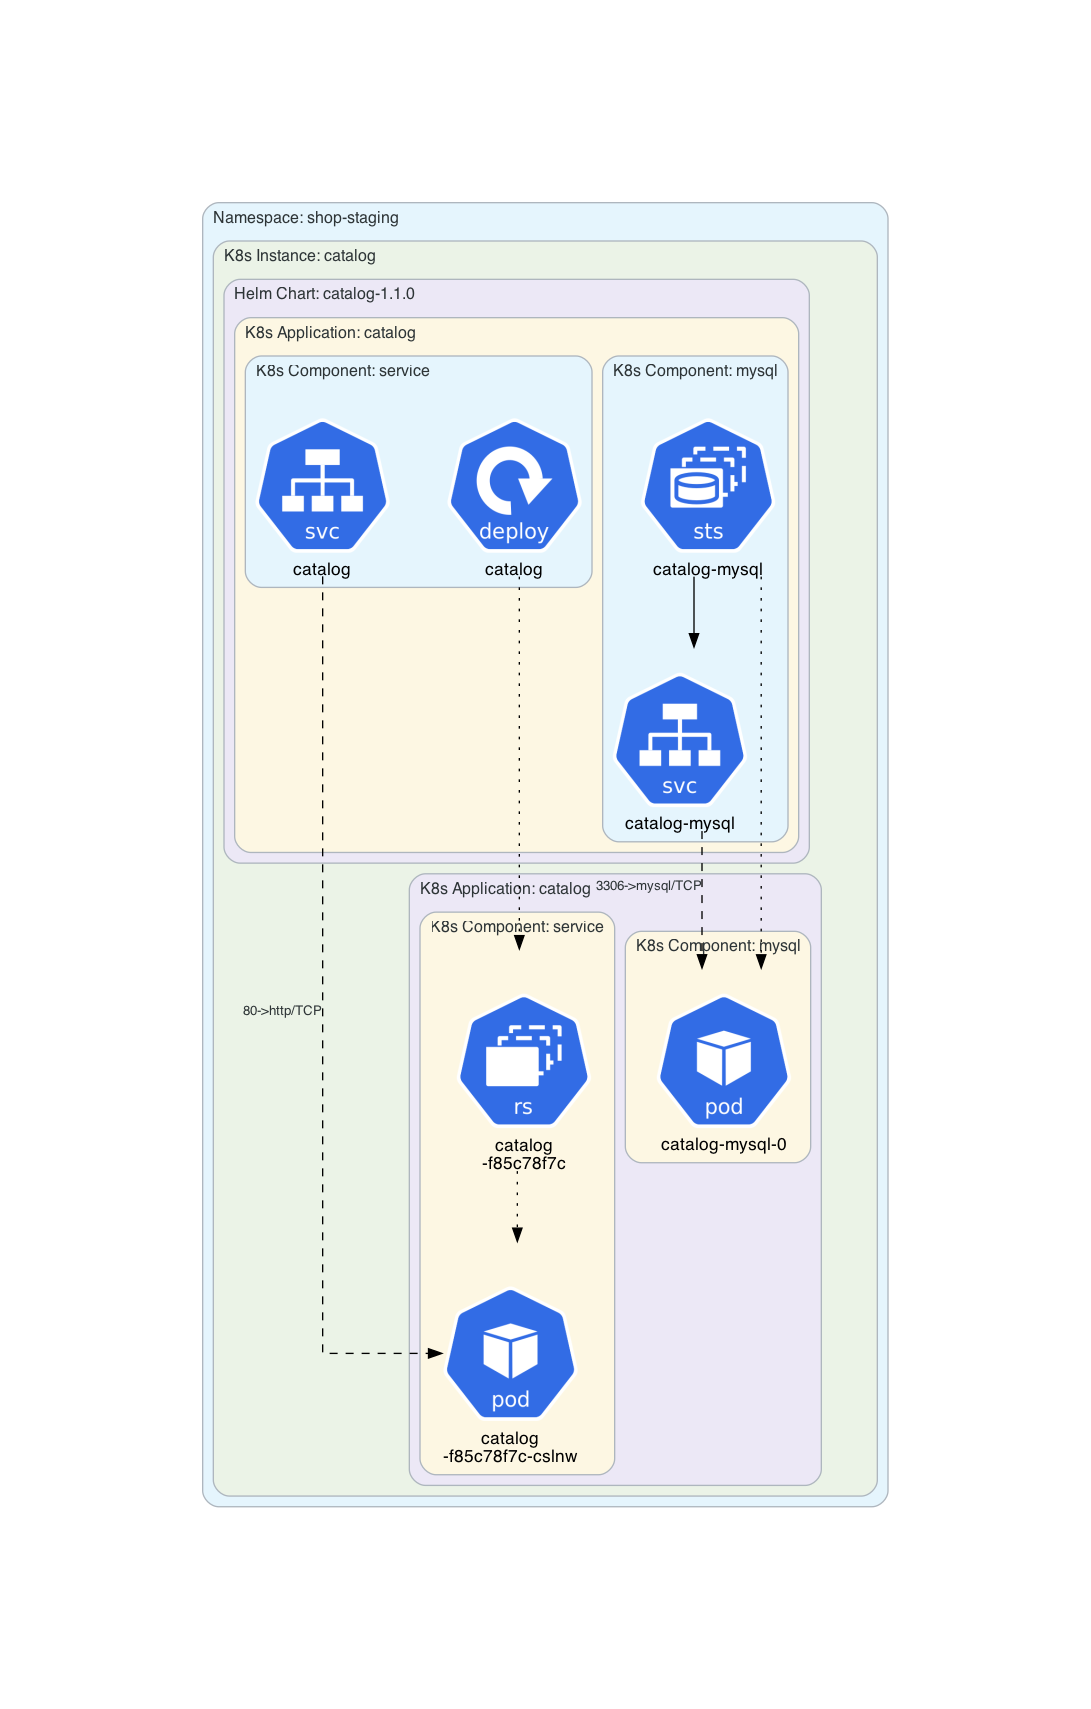 Namespace: shop-staging
K8s Instance: catalog
Helm Chart: catalog-1.1.0
K8s Application: catalog
K8s Component: service
K8s Component: mysql
svc
deploy
sts
catalog
catalog
catalog-mysql
svc
catalog-mysql
K8s Application: catalog
3306->mysql/TCP
K8s Component: service
K8s Component: mysql
80->http/TCP
rs
pod
catalog
-f85c78f7c
catalog-mysql-0
pod
catalog
-f85c78f7c-cslnw